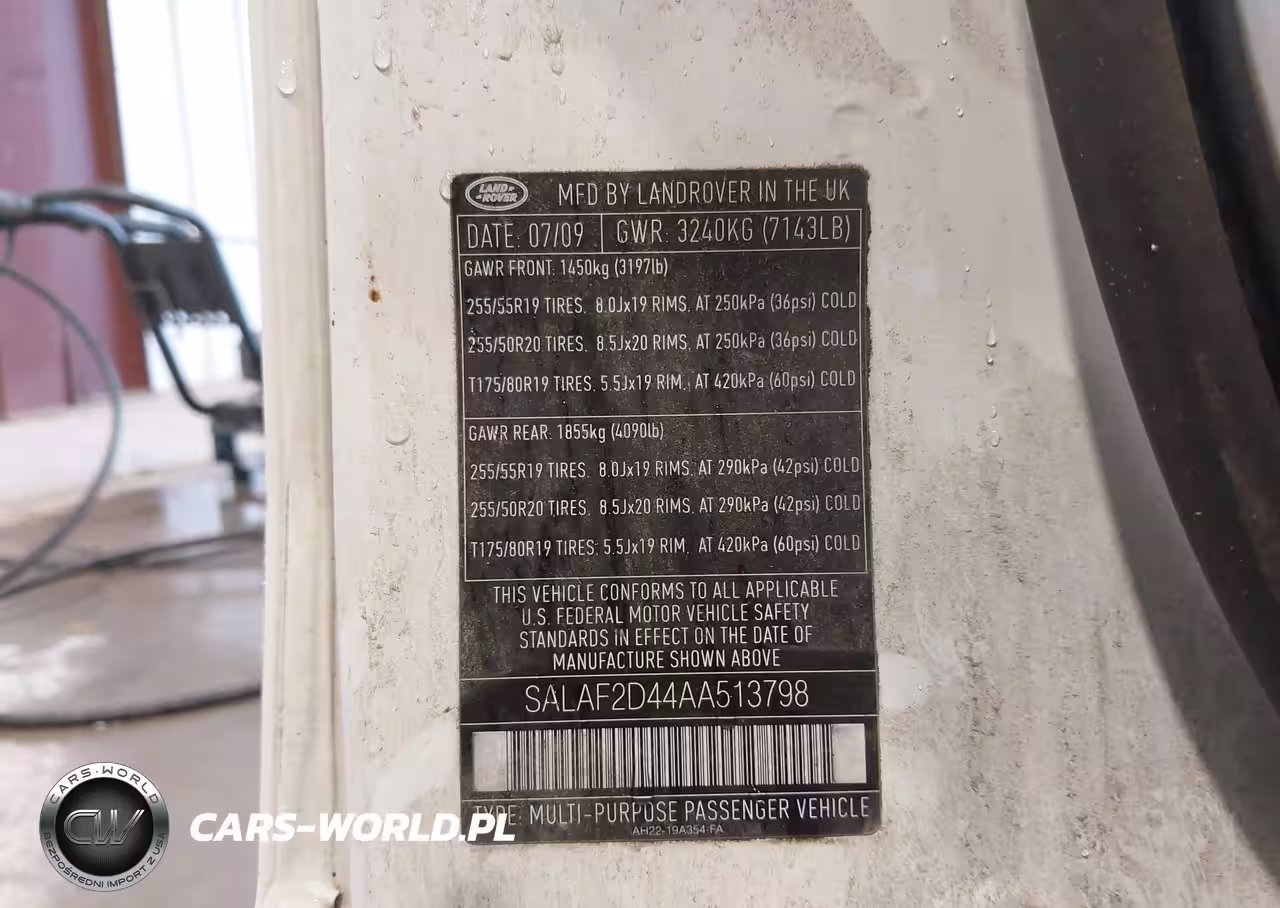 LAND ROVER
MFD BY LANDROVER IN THE UK
DATE: 07/09 GWR: 3240KG (7143LB)
GAWR FRONT: 1450kg (3197lb)
255/55R19 TIRES, 8.0Jx19 RIMS, AT 250kPa (36psi) COLD
255/50R20 TIRES, 8.5Jx20 RIMS, AT 250kPa (36psi) COLD
T175/80R19 TIRES, 5.5Jx19 RIM, AT 420kPa (60psi) COLD
GAWR REAR: 1855kg (4090lb)
255/55R19 TIRES, 8.0Jx19 RIMS, AT 290kPa (42psi) COLD
255/50R20 TIRES, 8.5Jx20 RIMS, AT 290kPa (42psi) COLD
T175/80R19 TIRES: 5.5Jx19 RIM, AT 420kPa (60psi) COLD
THIS VEHICLE CONFORMS TO ALL APPLICABLE
U.S. FEDERAL MOTOR VEHICLE SAFETY
STANDARDS IN EFFECT ON THE DATE OF
MANUFACTURE SHOWN ABOVE
SALAF2D44AA513798
TYPE: MULTI-PURPOSE PASSENGER VEHICLE
AH22-19A354-FA
CARS-WORLD
CW
BEZPOŚREDNI IMPORT Z USA
CARS-WORLD.PL